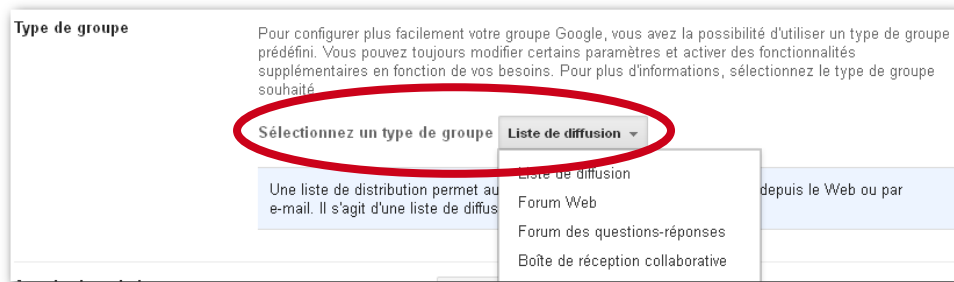 Type de groupe
Pour configurer plus facilement votre groupe Google, vous avez la possibilité d'utiliser un type de groupe
prédéfini. Vous pouvez toujours modifier certains paramètres et activer des fonctionnalités
supplémentaires en fonction de vos besoins. Pour plus d'informations, sélectionnez le type de groupe
souhaité.
Sélectionnez un type de groupe Liste de diffusion
Liste de diffusion
Une liste de distribution permet au depuis le Web ou par
e-mail. Il s'agit d'une liste de diffus
Forum Web
Forum des questions-réponses
Boîte de réception collaborative